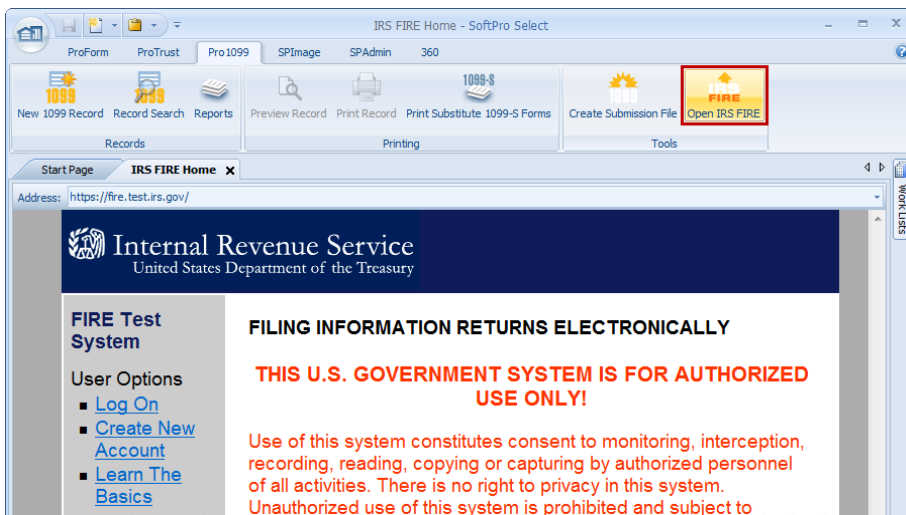 IRS FIRE Home - SoftPro Select
ProForm ProTrust Pro1099 SPImage SPAdmin 360
1099
1099-S
FIRE
New 1099 Record Record Search Reports Preview Record Print Record Print Substitute 1099-S Forms Create Submission File Open IRS FIRE
Records Printing Tools
Start Page IRS FIRE Home
Address: https://fire.test.irs.gov/
Work Lists
Internal Revenue Service
United States Department of the Treasury
FIRE Test
System
User Options
Log On
Create New
Account
Learn The
Basics
FILING INFORMATION RETURNS ELECTRONICALLY
THIS U.S. GOVERNMENT SYSTEM IS FOR AUTHORIZED
USE ONLY!
Use of this system constitutes consent to monitoring, interception,
recording, reading, copying or capturing by authorized personnel
of all activities. There is no right to privacy in this system.
Unauthorized use of this system is prohibited and subject to